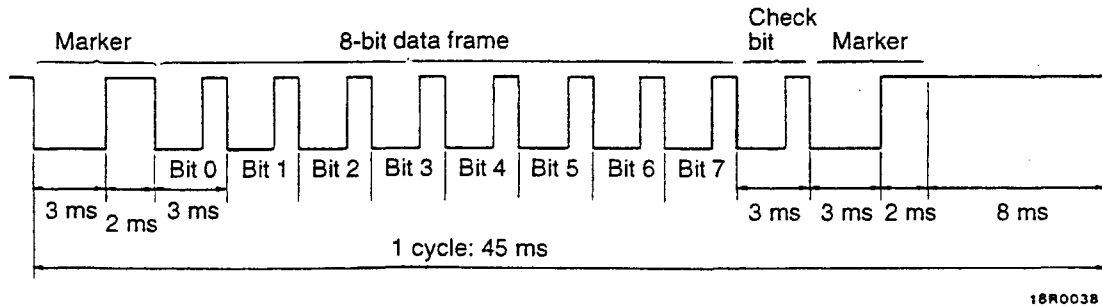 Marker
8-bit data frame
Check bit
Marker
Bit 0
Bit 1
Bit 2
Bit 3
Bit 4
Bit 5
Bit 6
Bit 7
3 ms
2 ms
3 ms
3 ms
3 ms
2 ms
8 ms
1 cycle: 45 ms
16R0038